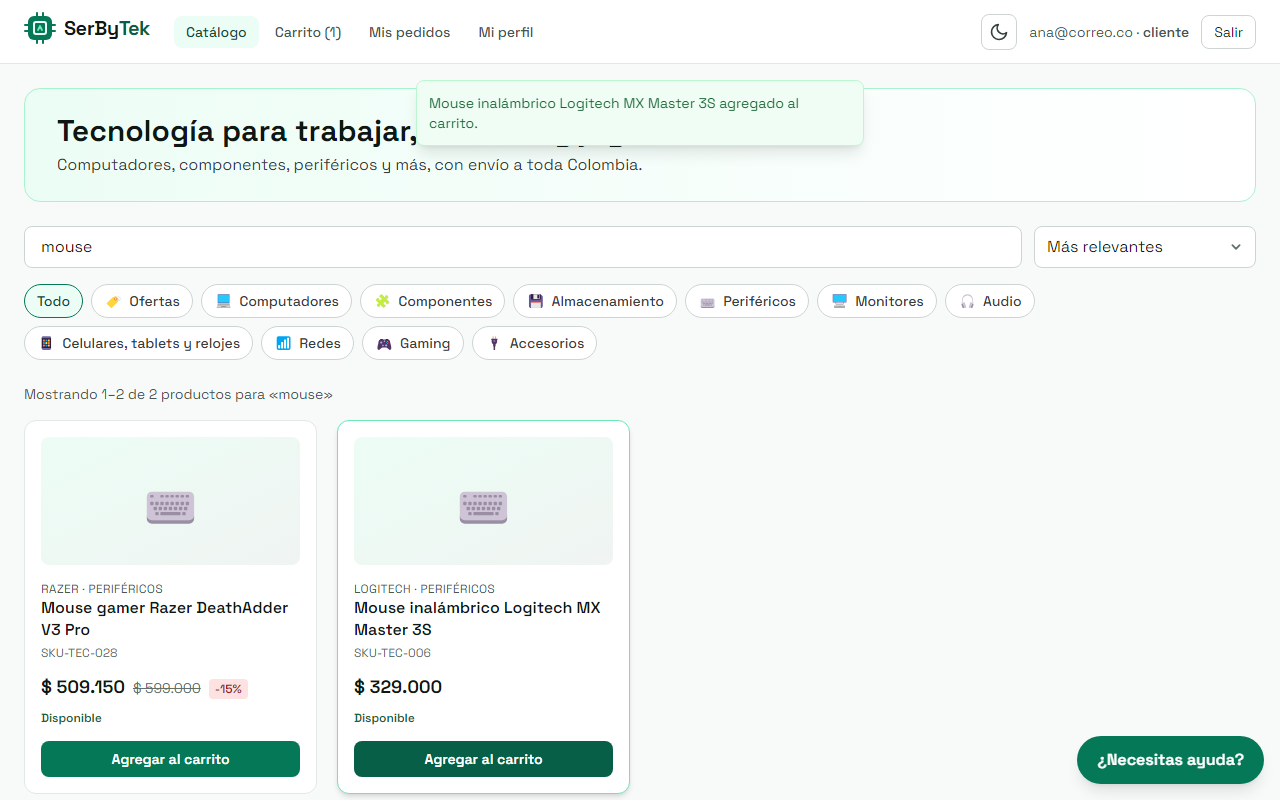 SerByTek
Catálogo
Carrito (1)
Mis pedidos
Mi perfil
ana@correo.co · cliente
Salir
Mouse inalámbrico Logitech MX Master 3S agregado al
carrito.
Tecnología para trabajar,
Computadores, componentes, periféricos y más, con envío a toda Colombia.
mouse
Más relevantes
Todo
Ofertas
Computadores
Componentes
Almacenamiento
Periféricos
Monitores
Audio
Celulares, tablets y relojes
Redes
Gaming
Accesorios
Mostrando 1–2 de 2 productos para «mouse»
RAZER · PERIFÉRICOS
Mouse gamer Razer DeathAdder
V3 Pro
SKU-TEC-028
$ 509.150 $ 599.000 -15%
Disponible
Agregar al carrito
LOGITECH · PERIFÉRICOS
Mouse inalámbrico Logitech MX
Master 3S
SKU-TEC-006
$ 329.000
Disponible
Agregar al carrito
¿Necesitas ayuda?